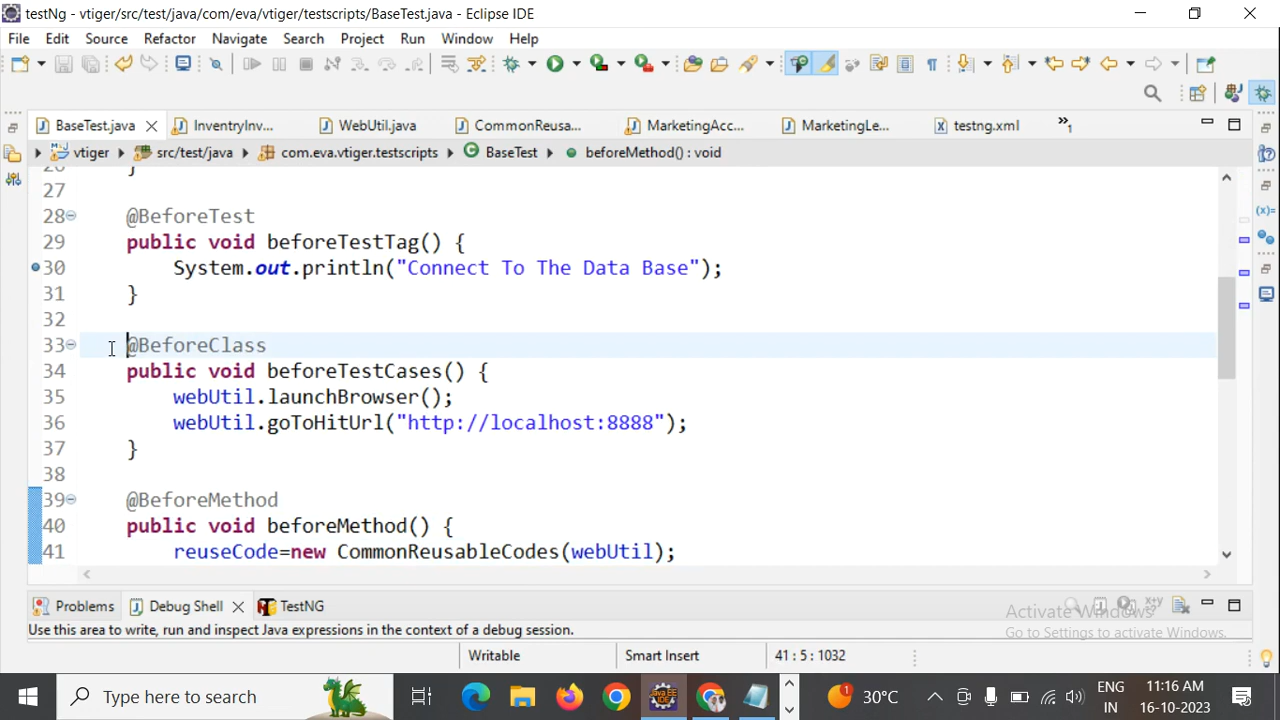 testNg - vtiger/src/test/java/com/eva/vtiger/testscripts/BaseTest.java - Eclipse IDE
File Edit Source Refactor Navigate Search Project Run Window Help
BaseTest.java InventoryInv... WebUtil.java CommonReusa... MarketingAcc... MarketingLe... testng.xml »1
vtiger src/test/java com.eva.vtiger.testscripts BaseTest beforeMethod() : void
26 }
27
28 @BeforeTest
29 public void beforeTestTag() {
30 System.out.println("Connect To The Data Base");
31 }
32
33 @BeforeClass
34 public void beforeTestCases() {
35 webUtil.launchBrowser();
36 webUtil.goToHitUrl("http://localhost:8888");
37 }
38
39 @BeforeMethod
40 public void beforeMethod() {
41 reuseCode=new CommonReusableCodes(webUtil);
Problems Debug Shell TestNG
Activate Windows
Use this area to write, run and inspect Java expressions in the context of a debug session.
Go to Settings to activate Windows.
Writable Smart Insert 41 : 5 : 1032
Type here to search 1 30°C ENG IN 11:16 AM 16-10-2023